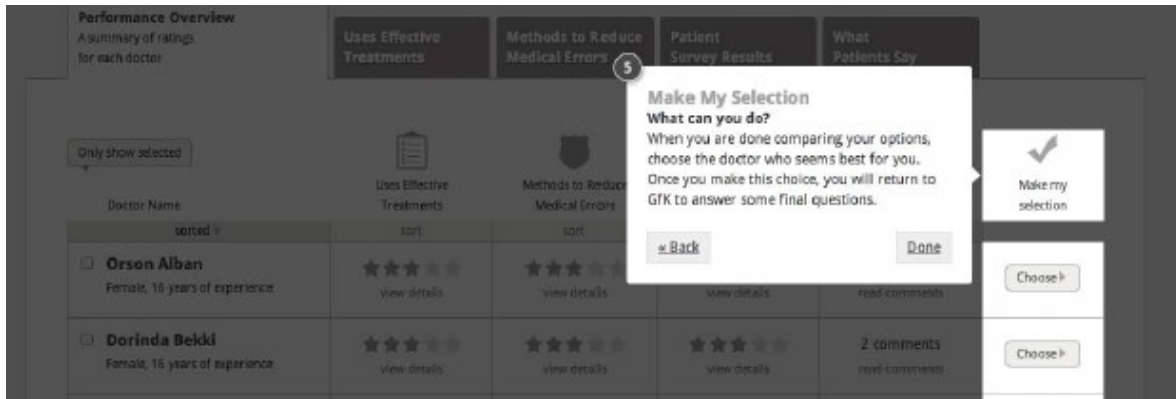 Performance Overview
A summary of ratings
for each doctor
Uses Effective
Treatments
Methods to Reduce
Medical Errors
Patient
Survey Results
What
Patients Say
5
Make My Selection
What can you do?
When you are done comparing your options,
choose the doctor who seems best for you.
Once you make this choice, you will return to
GfK to answer some final questions.
« Back
Done
Only show selected
Doctor Name
Uses Effective
Treatments
Methods to Reduce
Medical Errors
Make my
selection
sorted
sort
sort
Orson Alban
Female, 16 years of experience
view details
view details
view details
read comments
Choose
Dorinda Bekki
Female, 16 years of experience
view details
view details
view details
2 comments
read comments
Choose